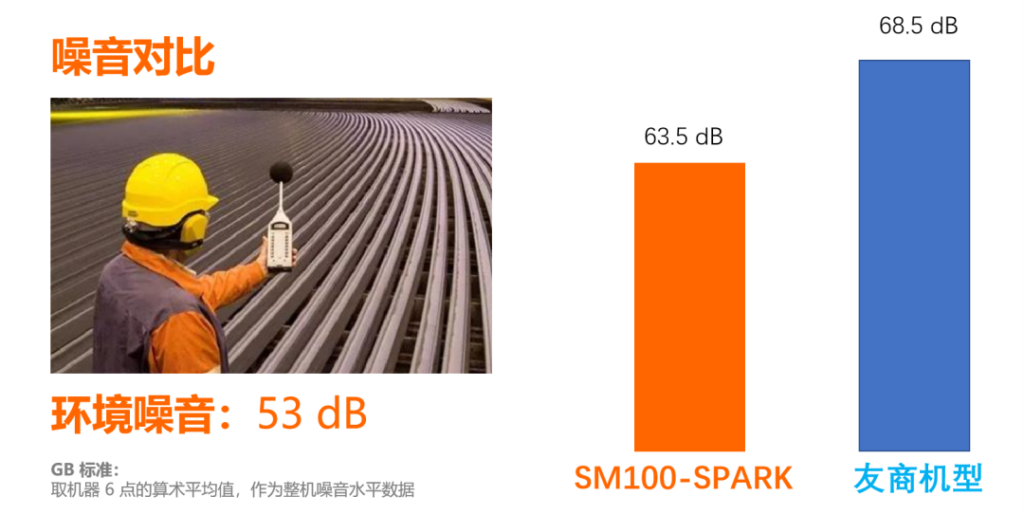 噪音对比
环境噪音：53 dB
GB 标准：
取机器 6 点的算术平均值，作为整机噪音水平数据
63.5 dB
68.5 dB
SM100-SPARK
友商机型